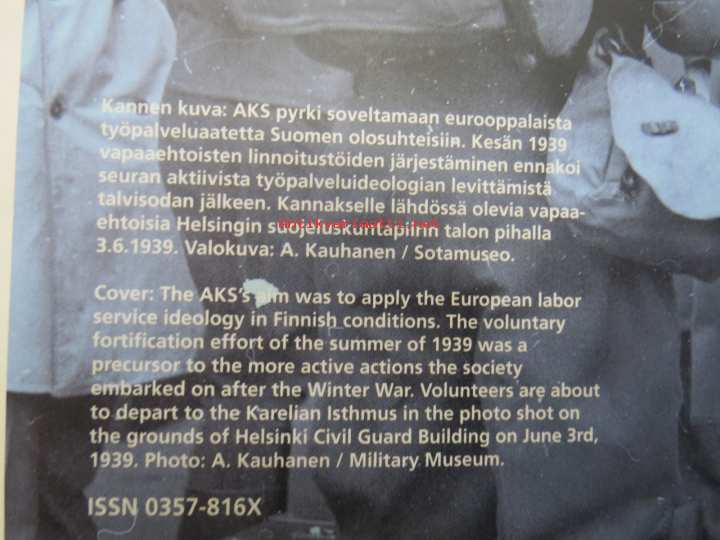 Kannen kuva: AKS pyrki soveltamaan eurooppalaista
työpalveluaatetta Suomen olosuhteisiin. Kesän 1939
vapaaehtoisten linnoitustöiden järjestäminen ennakoi
seuran aktiivista työpalveluideologian levittämistä
talvisodan jälkeen. Kannakselle lähdössä olevia vapaa-
ehtoisia Helsingin suojeluskuntapiirin talon pihalla
3.6.1939. Valokuva: A. Kauhanen / Sotamuseo.
Cover: The AKS's aim was to apply the European labor
service ideology in Finnish conditions. The voluntary
fortification effort of the summer of 1939 was a
precursor to the more active actions the society
embarked on after the Winter War. Volunteers are about
to depart to the Karelian Isthmus in the photo shot on
the grounds of Helsinki Civil Guard Building on June 3rd,
1939. Photo: A. Kauhanen / Military Museum.
ISSN 0357-816X